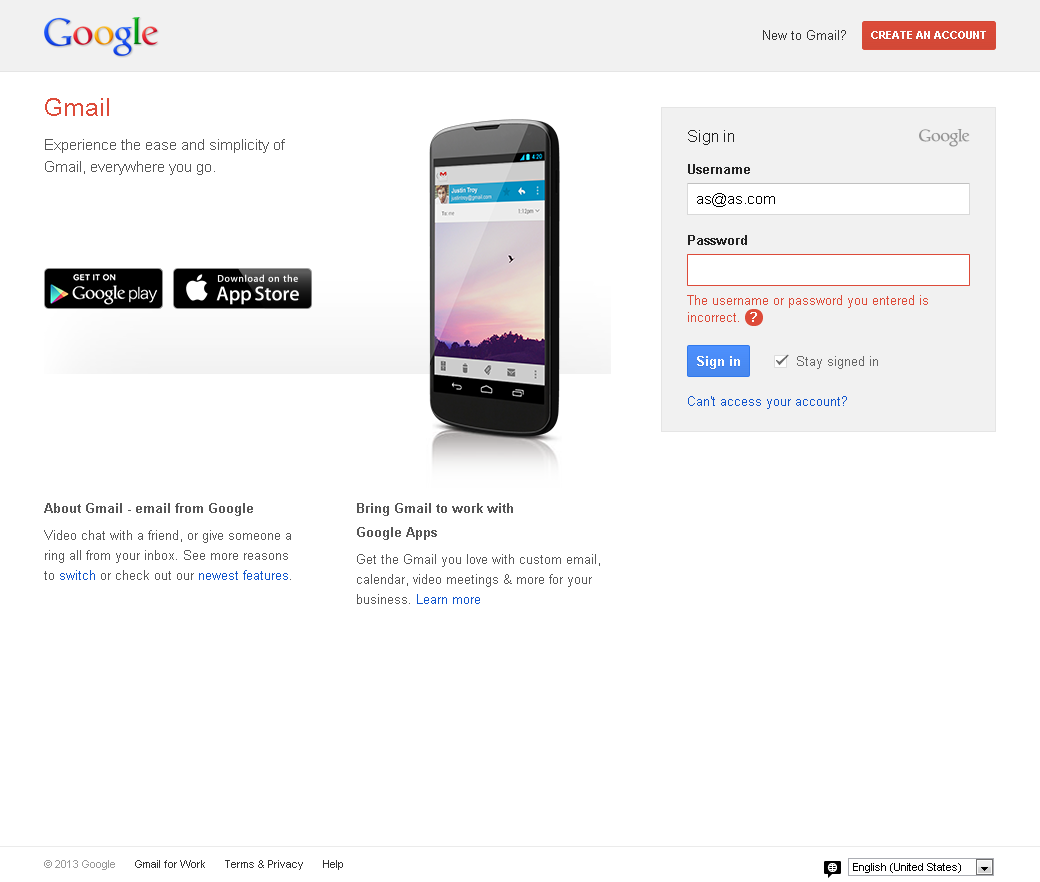 Google
New to Gmail?
CREATE AN ACCOUNT
Gmail
Experience the ease and simplicity of
Gmail, everywhere you go.
GET IT ON
Google play
Download on the
App Store
4:20
Justin Troy
justintroy@gmail.com
To: me
1:12pm
Sign in
Google
Username
as@as.com
Password
The username or password you entered is
incorrect. ?
Sign in
Stay signed in
Can't access your account?
About Gmail - email from Google
Video chat with a friend, or give someone a
ring all from your inbox. See more reasons
to switch or check out our newest features.
Bring Gmail to work with
Google Apps
Get the Gmail you love with custom email,
calendar, video meetings & more for your
business. Learn more
© 2013 Google
Gmail for Work
Terms & Privacy
Help
English (United States)